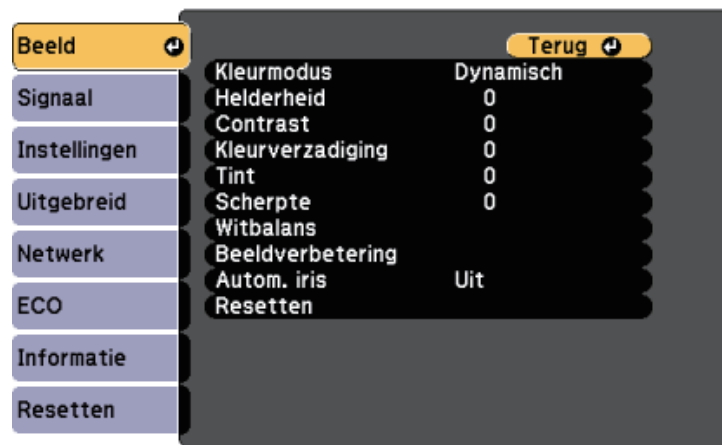 Beeld
Signaal
Instellingen
Uitgebreid
Netwerk
ECO
Informatie
Resetten
Terug
Kleurmodus Dynamisch
Helderheid 0
Contrast 0
Kleurverzadiging 0
Tint 0
Scherpte 0
Witbalans
Beeldverbetering
Autom. iris Uit
Resetten